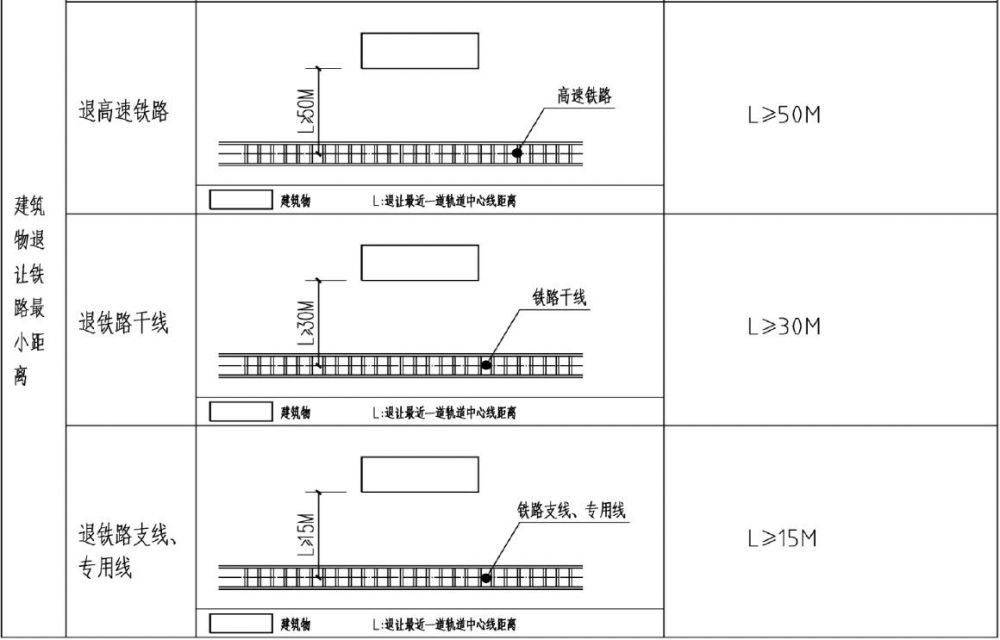 建筑
物退
让铁
路最
小距
离
退高速铁路
L≥50M
高速铁路
建筑物 L:退让最近一道轨道中心线距离
L≥50M
退铁路干线
L≥30M
铁路干线
建筑物 L:退让最近一道轨道中心线距离
L≥30M
退铁路支线、
专用线
L≥15M
铁路支线、专用线
建筑物 L:退让最近一道轨道中心线距离
L≥15M